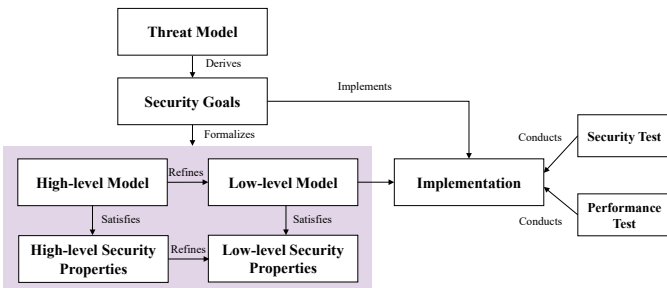 Threat Model
Derives
Security Goals
Implements
Formalizes
Conducts
Security Test
High-level Model
Refines
Low-level Model
Implementation
Satisfies
Satisfies
Conducts
Performance
Test
High-level Security
Properties
Refines
Low-level Security
Properties